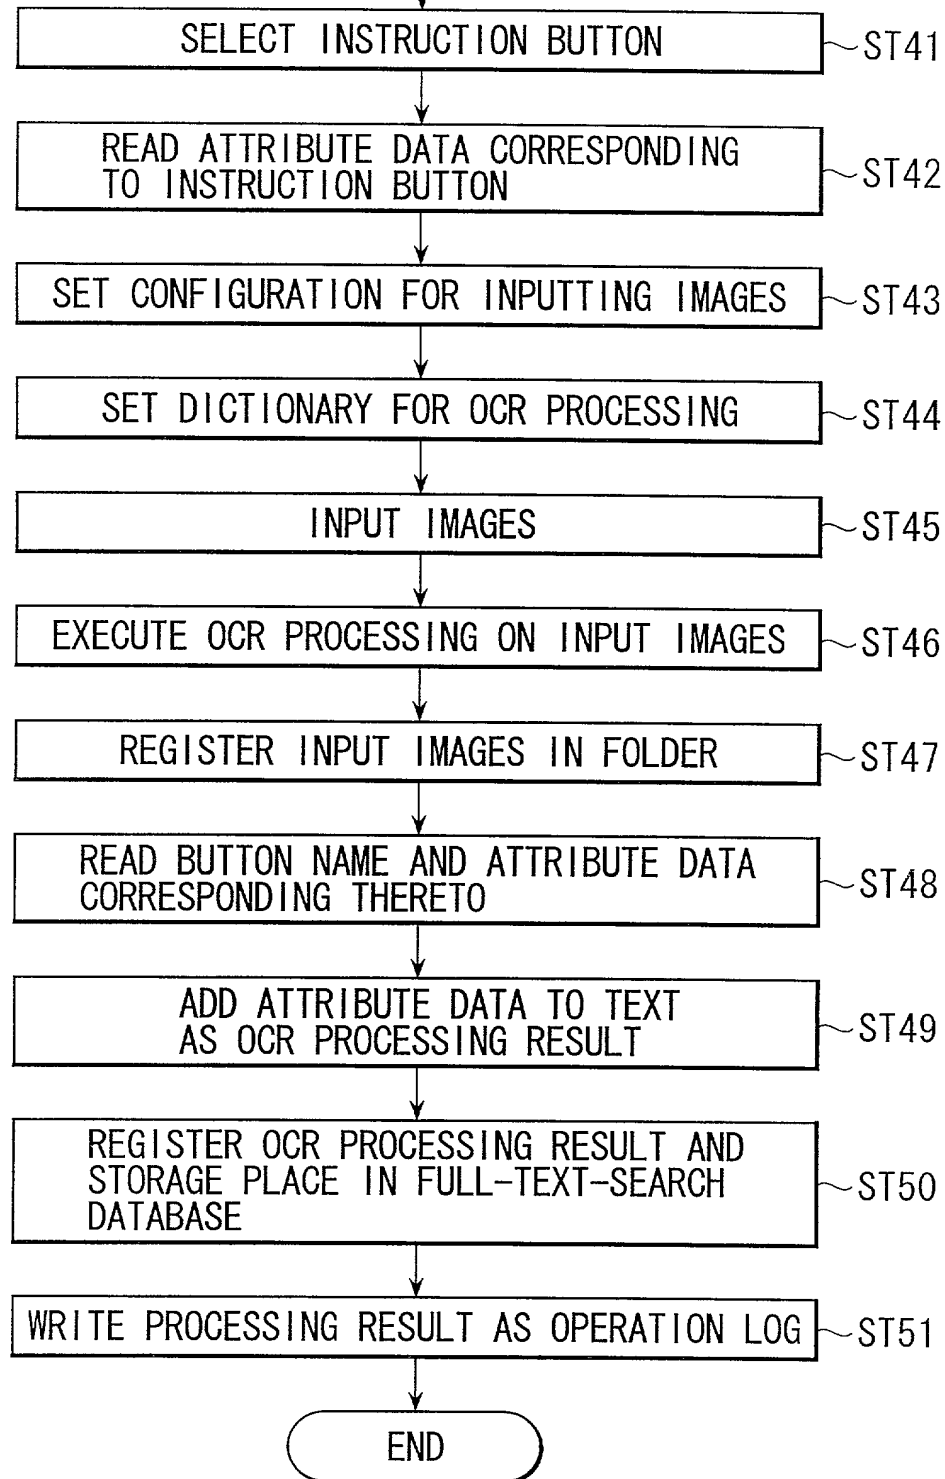 SELECT INSTRUCTION BUTTON
ST41
READ ATTRIBUTE DATA CORRESPONDING
TO INSTRUCTION BUTTON
ST42
SET CONFIGURATION FOR INPUTTING IMAGES
ST43
SET DICTIONARY FOR OCR PROCESSING
ST44
INPUT IMAGES
ST45
EXECUTE OCR PROCESSING ON INPUT IMAGES
ST46
REGISTER INPUT IMAGES IN FOLDER
ST47
READ BUTTON NAME AND ATTRIBUTE DATA
CORRESPONDING THERETO
ST48
ADD ATTRIBUTE DATA TO TEXT
AS OCR PROCESSING RESULT
ST49
REGISTER OCR PROCESSING RESULT AND
STORAGE PLACE IN FULL-TEXT-SEARCH
DATABASE
ST50
WRITE PROCESSING RESULT AS OPERATION LOG
ST51
END